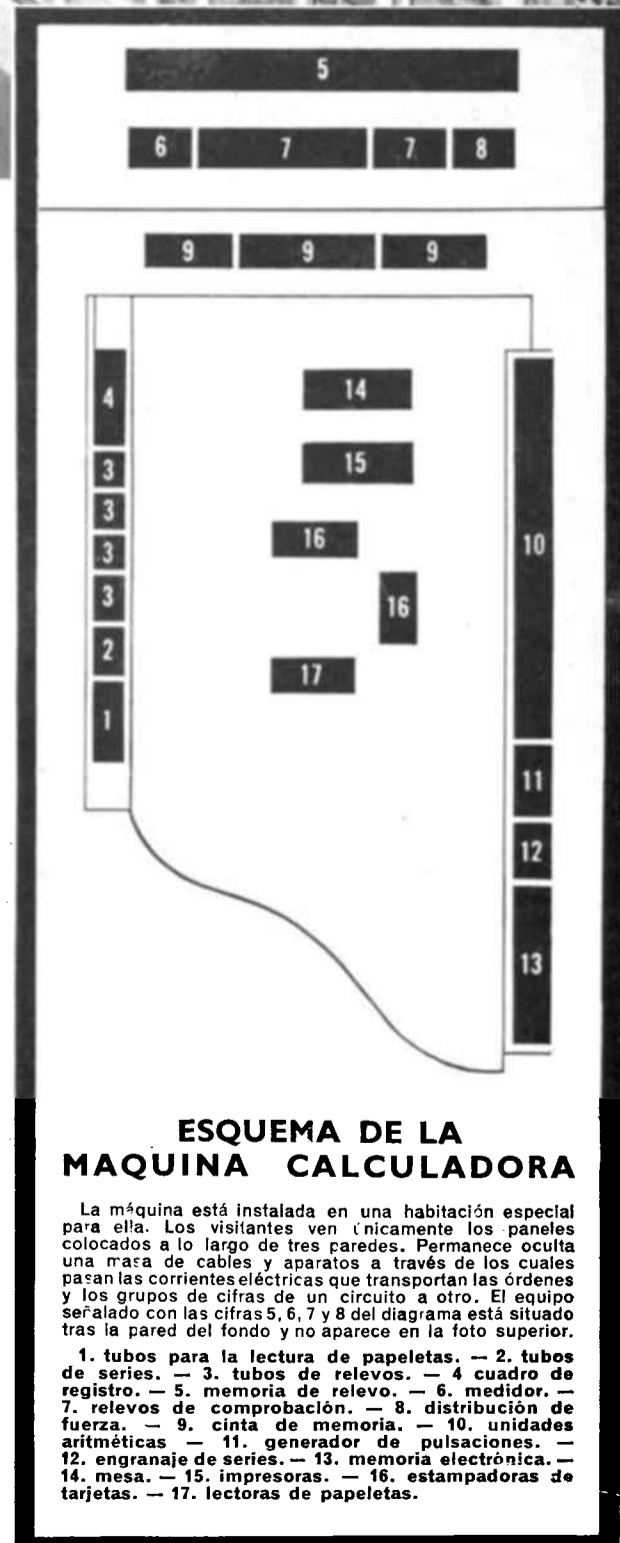 5
6 7 7 8
9 9 9
4
14
3
15
3
16
10
3
3
16
2
17
1
11
12
13
ESQUEMA DE LA
MAQUINA CALCULADORA
La máquina está instalada en una habitación especial
para ella. Los visitantes ven únicamente los paneles
colocados a lo largo de tres paredes. Permanece oculta
una masa de cables y aparatos a través de los cuales
pasan las corrientes eléctricas que transportan las órdenes
y los grupos de cifras de un circuito a otro. El equipo
señalado con las cifras 5, 6, 7 y 8 del diagrama está situado
tras la pared del fondo y no aparece en la foto superior.
1. tubos para la lectura de papeletas. — 2. tubos
de series. — 3. tubos de relevos. — 4 cuadro de
registro. — 5. memoria de relevo. — 6. medidor. —
7. relevos de comprobación. — 8. distribución de
fuerza. — 9. cinta de memoria. — 10. unidades
aritméticas — 11. generador de pulsaciones. —
12. engranaje de series. — 13. memoria electrónica. —
14. mesa. — 15. impresoras. — 16. estampadoras de
tarjetas. — 17. lectoras de papeletas.